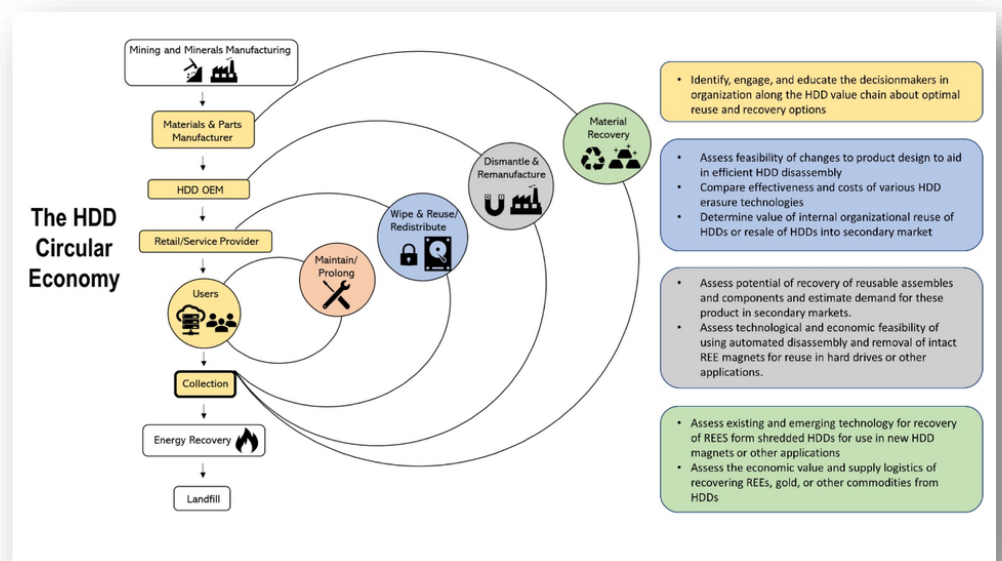 The HDD
Circular
Economy
Mining and Minerals Manufacturing
Materials & Parts
Manufacturer
HDD OEM
Retail/Service Provider
Users
Collection
Energy Recovery
Landfill
Maintain/
Prolong
Wipe & Reuse/
Redistribute
Dismantle &
Remanufacture
Material
Recovery
• Identify, engage, and educate the decisionmakers in
organization along the HDD value chain about optimal
reuse and recovery options
• Assess feasibility of changes to product design to aid
in efficient HDD disassembly
• Compare effectiveness and costs of various HDD
erasure technologies
• Determine value of internal organizational reuse of
HDDs or resale of HDDs into secondary market
• Assess potential of recovery of reusable assembles
and components and estimate demand for these
product in secondary markets.
• Assess technological and economic feasibility of
using automated disassembly and removal of intact
REE magnets for reuse in hard drives or other
applications.
• Assess existing and emerging technology for recovery
of REES form shredded HDDs for use in new HDD
magnets or other applications
• Assess the economic value and supply logistics of
recovering REEs, gold, or other commodities from
HDDs